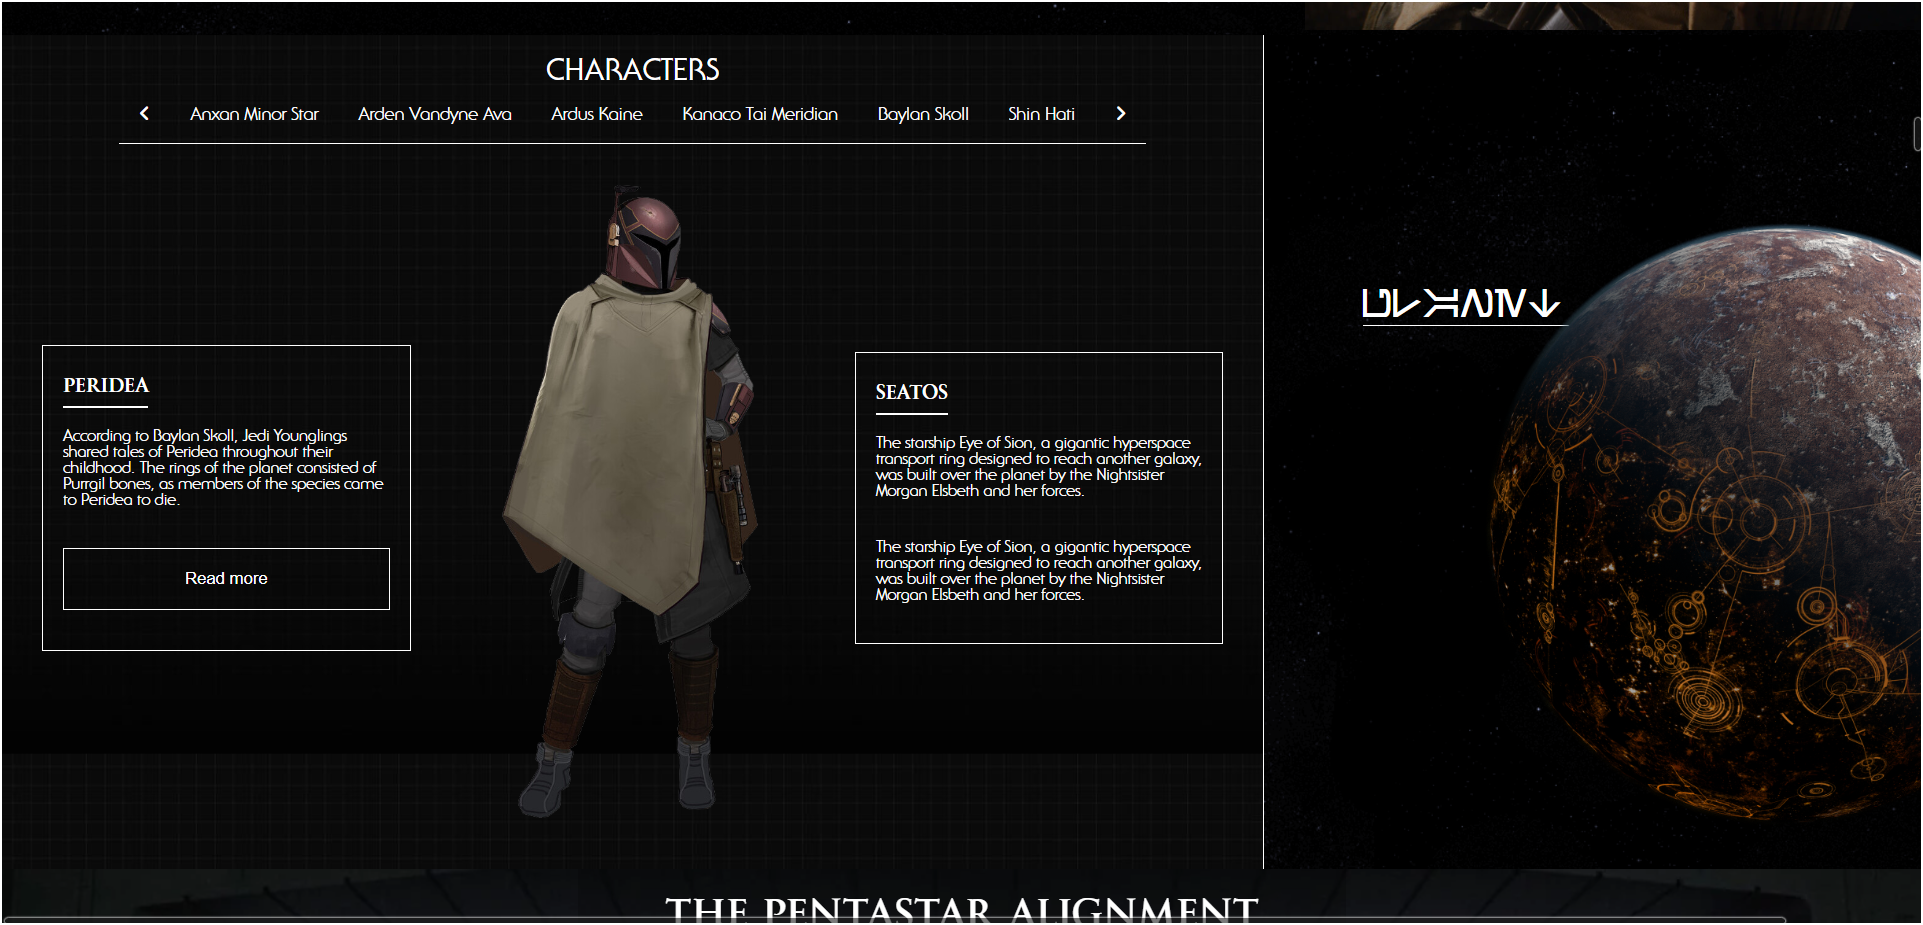 CHARACTERS
Anxan Minor Star Arden Vandyne Ava Ardus Kaine Kanaco Tai Meridian Baylan Skoll Shin Hati
PERIDEA
According to Baylan Skoll, Jedi Younglings
shared tales of Peridea throughout their
childhood. The rings of the planet consisted of
Purrgil bones, as members of the species came
to Peridea to die.
Read more
SEATOS
The starship Eye of Sion, a gigantic hyperspace
transport ring designed to reach another galaxy,
was built over the planet by the Nightsister
Morgan Elsbeth and her forces.
The starship Eye of Sion, a gigantic hyperspace
transport ring designed to reach another galaxy,
was built over the planet by the Nightsister
Morgan Elsbeth and her forces.
THE PENTASTAR ALIGNMENT